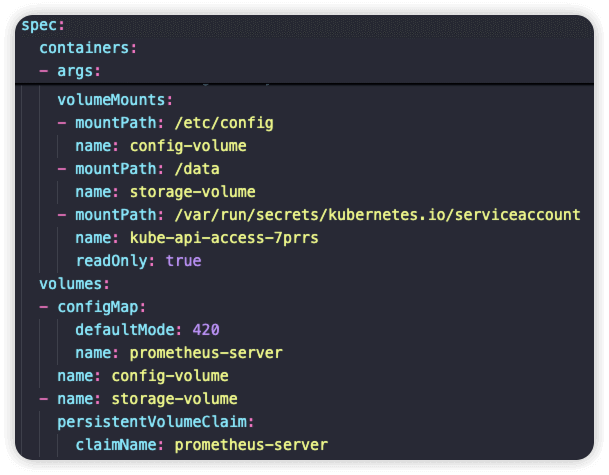 spec:
containers:
- args:
volumeMounts:
- mountPath: /etc/config
name: config-volume
- mountPath: /data
name: storage-volume
- mountPath: /var/run/secrets/kubernetes.io/serviceaccount
name: kube-api-access-7prrs
readOnly: true
volumes:
- configMap:
defaultMode: 420
name: prometheus-server
name: config-volume
- name: storage-volume
persistentVolumeClaim:
claimName: prometheus-server